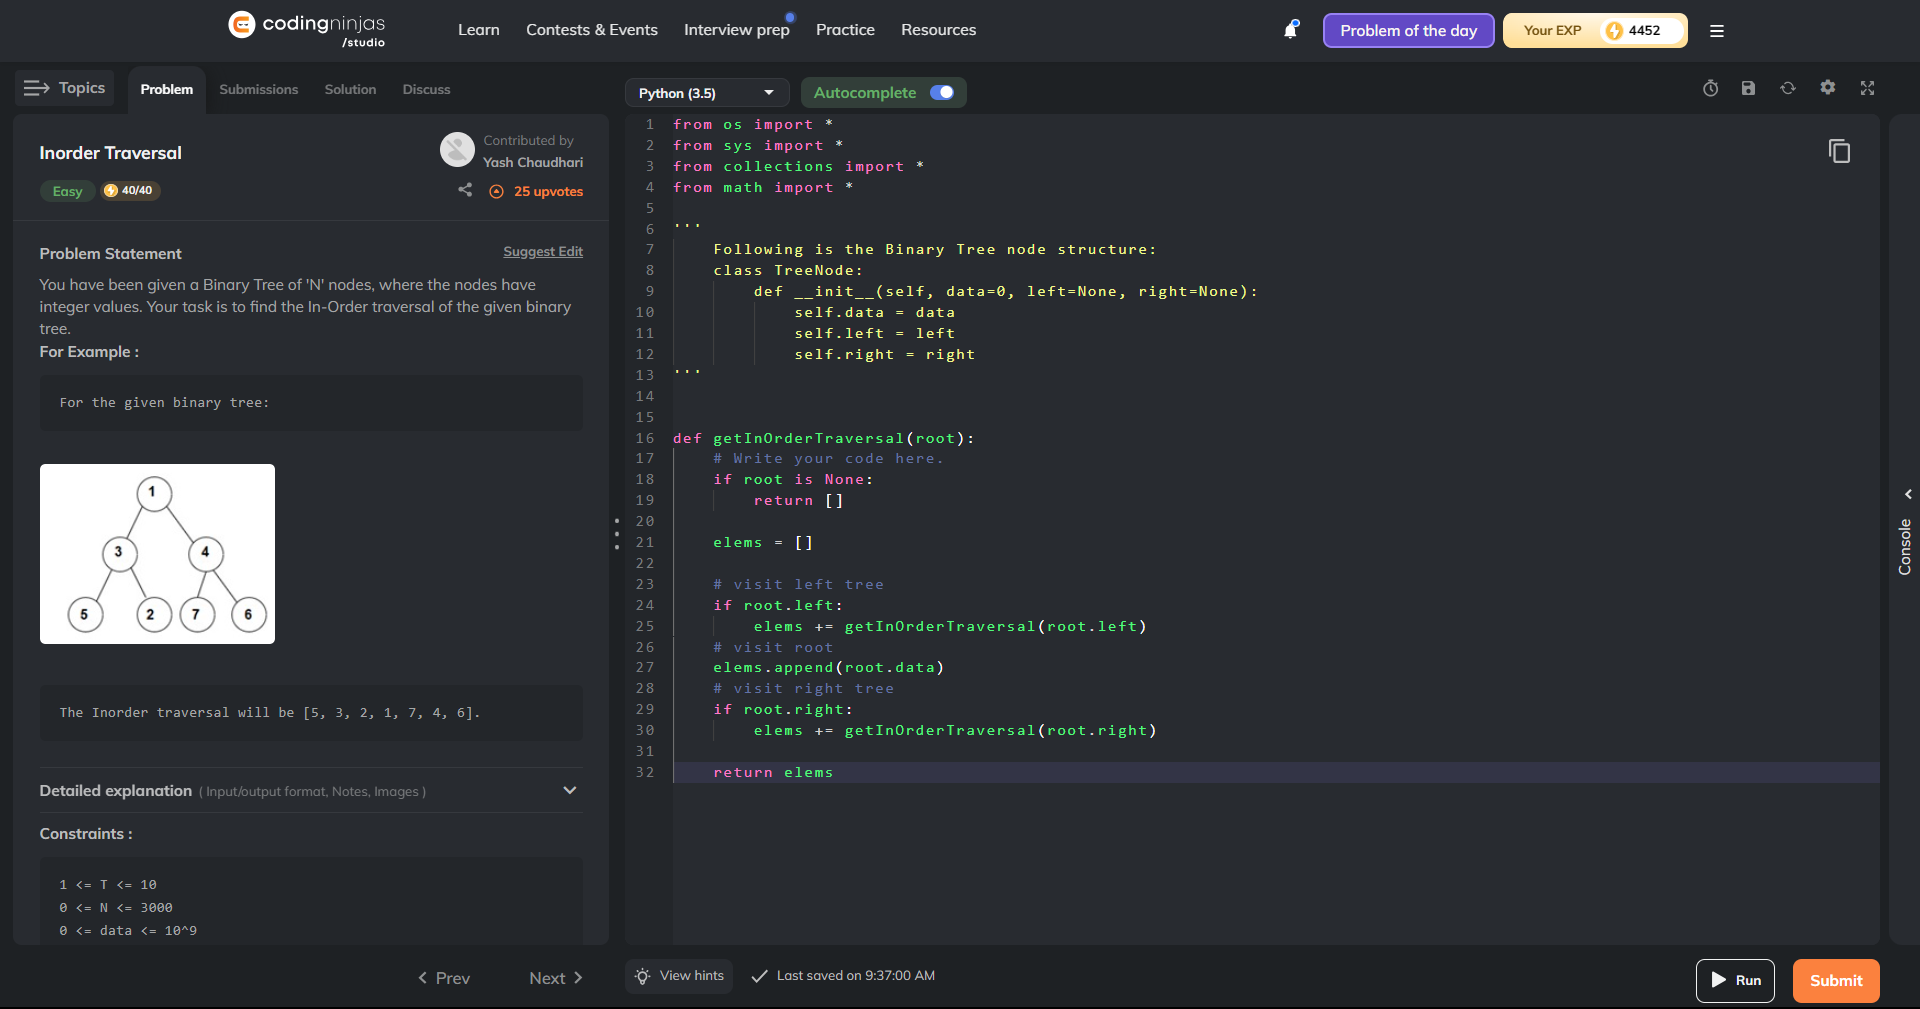 codingninjas
/studio
Learn
Contests & Events
Interview prep
Practice
Resources
Problem of the day
Your EXP
4452
Topics
Problem
Submissions
Solution
Discuss
Inorder Traversal
Contributed by
Yash Chaudhari
Easy
40/40
25 upvotes
Problem Statement
Suggest Edit
You have been given a Binary Tree of 'N' nodes, where the nodes have
integer values. Your task is to find the In-Order traversal of the given binary
tree.
For Example :
For the given binary tree:
1
3 4
5 2 7 6
The Inorder traversal will be [5, 3, 2, 1, 7, 4, 6].
Detailed explanation ( Input/output format, Notes, Images )
Constraints :
1 <= T <= 10
0 <= N <= 3000
0 <= data <= 10^9
Prev
Next
Python (3.5)
Autocomplete
1 from os import *
2 from sys import *
3 from collections import *
4 from math import *
5
6 '''
7     Following is the Binary Tree node structure:
8     class TreeNode:
9         def __init__(self, data=0, left=None, right=None):
10             self.data = data
11             self.left = left
12             self.right = right
13 '''
14
15
16 def getInOrderTraversal(root):
17     # Write your code here.
18     if root is None:
19         return []
20
21     elems = []
22
23     # visit left tree
24     if root.left:
25         elems += getInOrderTraversal(root.left)
26     # visit root
27     elems.append(root.data)
28     # visit right tree
29     if root.right:
30         elems += getInOrderTraversal(root.right)
31
32     return elems
Console
View hints
Last saved on 9:37:00 AM
Run
Submit